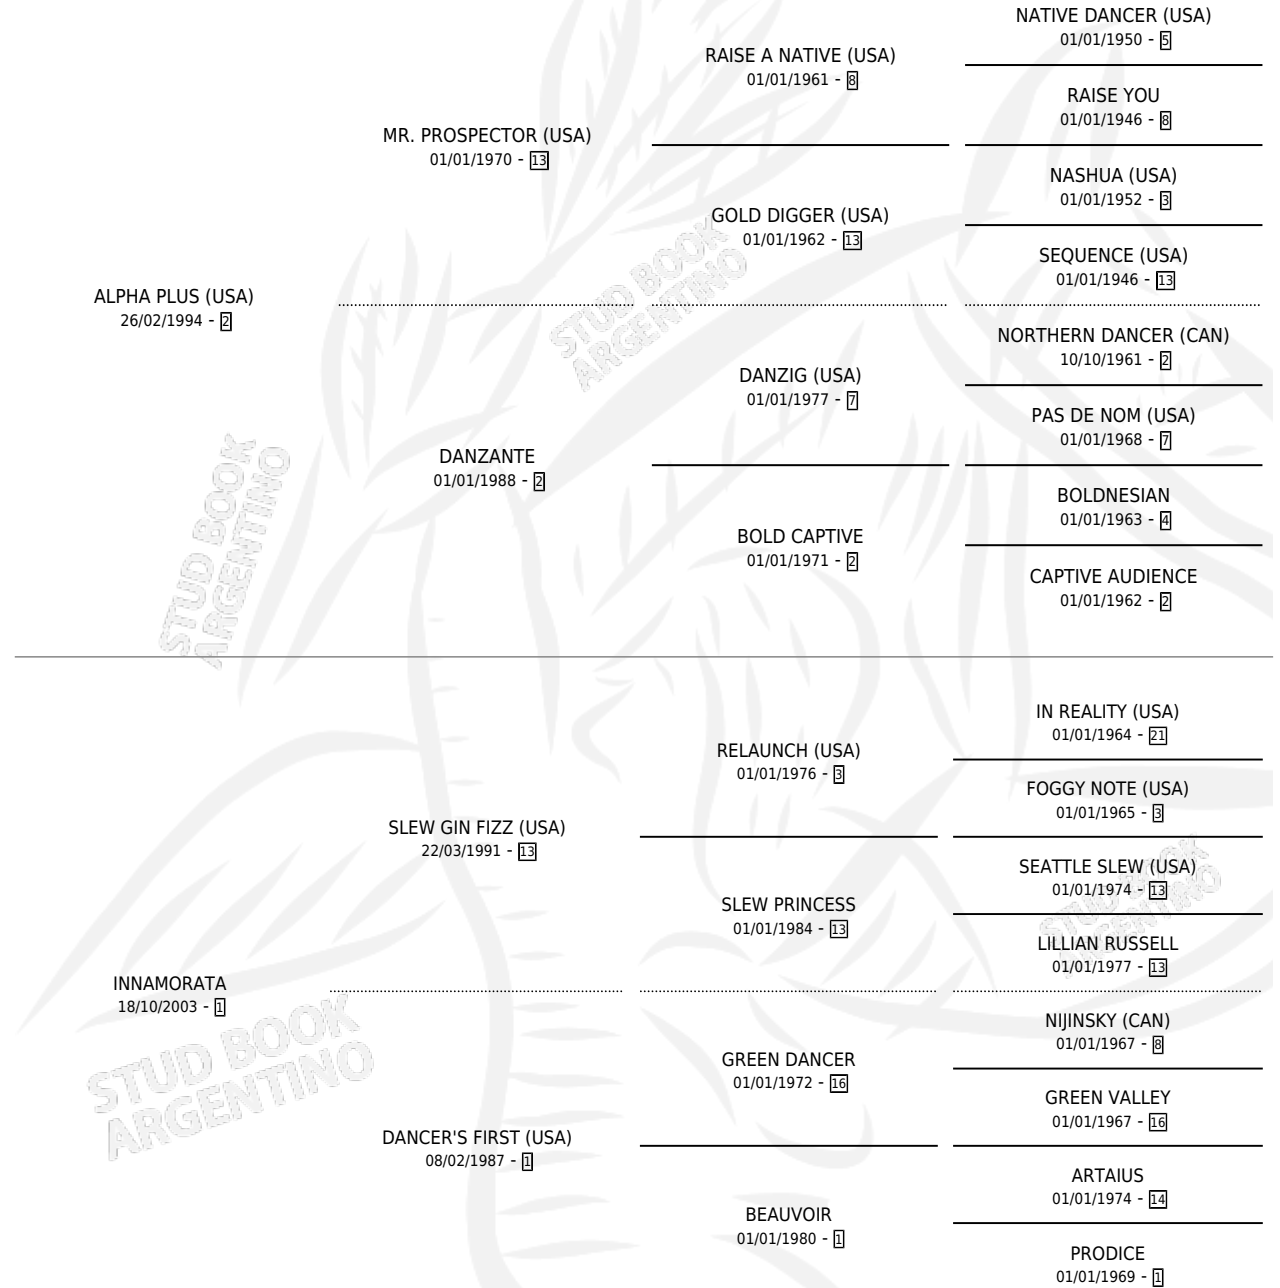 NATIVE DANCER (USA)
01/01/1950 - 5
RAISE A NATIVE (USA)
01/01/1961 - 8
RAISE YOU
01/01/1946 - 8
MR. PROSPECTOR (USA)
01/01/1970 - 13
NASHUA (USA)
01/01/1952 - 3
GOLD DIGGER (USA)
01/01/1962 - 13
SEQUENCE (USA)
01/01/1946 - 13
ALPHA PLUS (USA)
26/02/1994 - 2
NORTHERN DANCER (CAN)
10/10/1961 - 2
DANZIG (USA)
01/01/1977 - 7
PAS DE NOM (USA)
01/01/1968 - 7
DANZANTE
01/01/1988 - 2
BOLDNESIAN
01/01/1963 - 4
BOLD CAPTIVE
01/01/1971 - 2
CAPTIVE AUDIENCE
01/01/1962 - 2
IN REALITY (USA)
01/01/1964 - 21
RELAUNCH (USA)
01/01/1976 - 3
FOGGY NOTE (USA)
01/01/1965 - 3
SLEW GIN FIZZ (USA)
22/03/1991 - 13
SEATTLE SLEW (USA)
01/01/1974 - 13
SLEW PRINCESS
01/01/1984 - 13
LILLIAN RUSSELL
01/01/1977 - 13
INNAMORATA
18/10/2003 - 1
NIJINSKY (CAN)
01/01/1967 - 8
GREEN DANCER
01/01/1972 - 16
GREEN VALLEY
01/01/1967 - 16
DANCER'S FIRST (USA)
08/02/1987 - 1
ARTAIUS
01/01/1974 - 14
BEAUVOIR
01/01/1980 - 1
PRODICE
01/01/1969 - 1
STUD BOOK
ARGENTINO
STUD BOOK
ARGENTINO
STUD BOOK
ARGENTINO
STUD BOOK
ARGENTINO